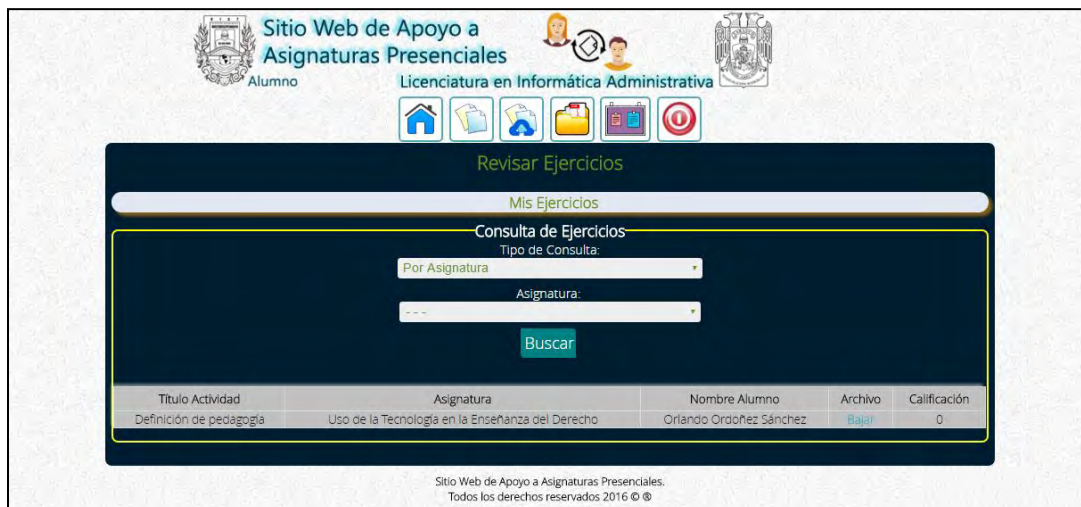 Sitio Web de Apoyo a
Asignaturas Presenciales
Alumno
Licenciatura en Informática Administrativa
Revisar Ejercicios
Mis Ejercicios
Consulta de Ejercicios
Tipo de Consulta:
Por Asignatura
Asignatura:
- - -
Buscar
Título Actividad Asignatura Nombre Alumno Archivo Calificación
Definición de pedagogía Uso de la Tecnología en la Enseñanza del Derecho Orlando Ordoñez Sánchez Bajar 0
Sitio Web de Apoyo a Asignaturas Presenciales.
Todos los derechos reservados 2016 © ®